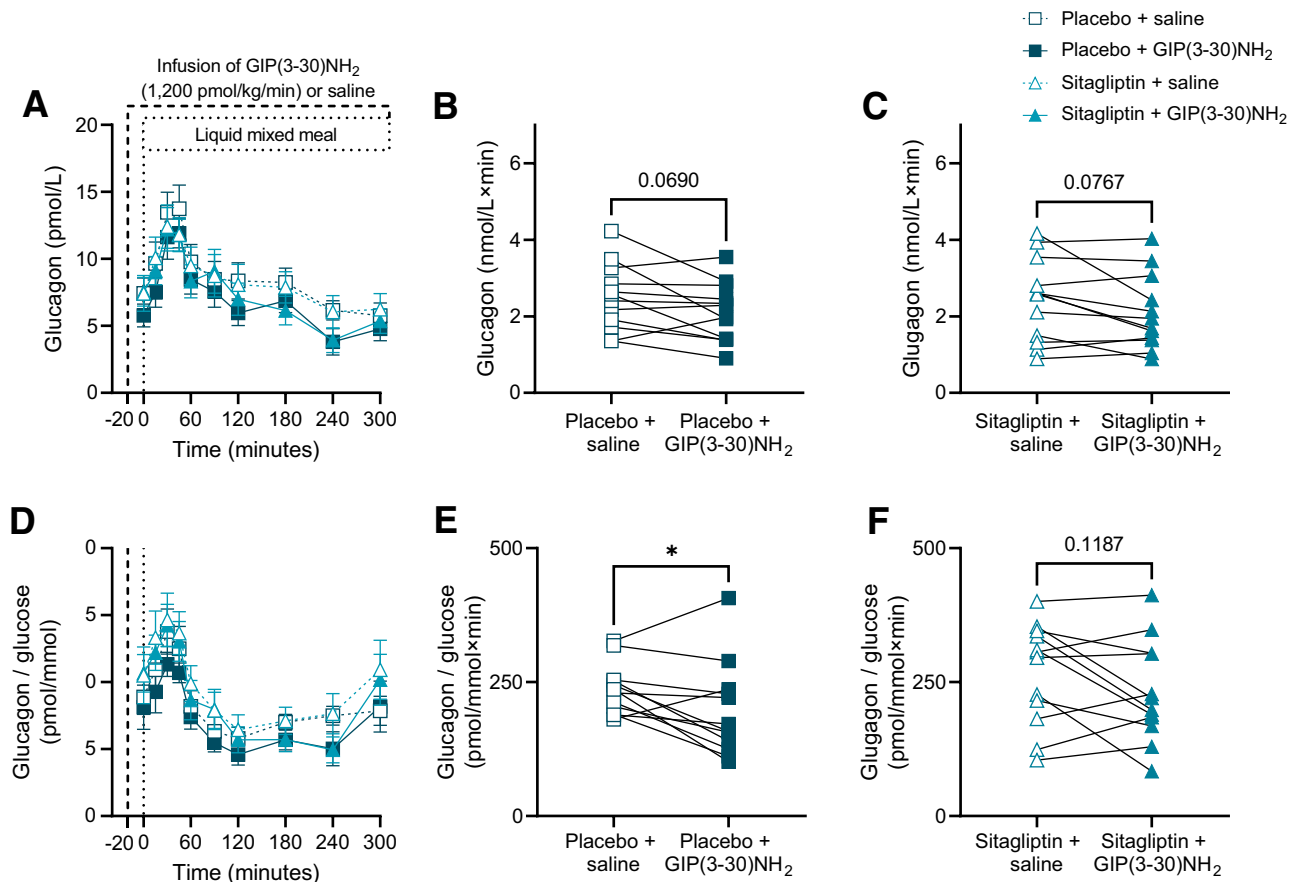 Placebo + saline
Placebo + GIP(3-30)NH₂
Sitagliptin + saline
Sitagliptin + GIP(3-30)NH₂
A
Infusion of GIP(3-30)NH₂
(1,200 pmol/kg/min) or saline
Liquid mixed meal
Glucagon (pmol/L)
20
15
10
5
0
-20 0 60 120 180 240 300
Time (minutes)
B
Glucagon (nmol/L×min)
6
4
2
0
0.0690
Placebo +
saline
Placebo +
GIP(3-30)NH₂
C
Glugagon (nmol/L×min)
6
4
2
0
0.0767
Sitagliptin +
saline
Sitagliptin +
GIP(3-30)NH₂
D
Glucagon / glucose
(pmol/mmol)
0
5
0
5
0
-20 0 60 120 180 240 300
Time (minutes)
E
Glucagon / glucose
(pmol/mmol×min)
500
250
0
*
Placebo +
saline
Placebo +
GIP(3-30)NH₂
F
Glugagon / glucose
(pmol/mmol×min)
500
250
0
0.1187
Sitagliptin +
saline
Sitagliptin +
GIP(3-30)NH₂